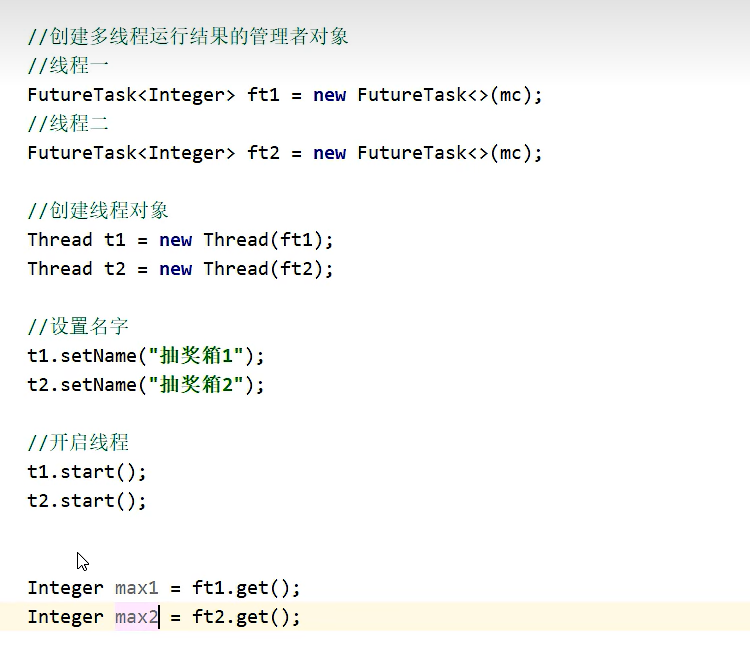 //创建多线程运行结果的管理者对象
//线程一
FutureTask<Integer> ft1 = new FutureTask<>(mc);
//线程二
FutureTask<Integer> ft2 = new FutureTask<>(mc);
//创建线程对象
Thread t1 = new Thread(ft1);
Thread t2 = new Thread(ft2);
//设置名字
t1.setName("抽奖箱1");
t2.setName("抽奖箱2");
//开启线程
t1.start();
t2.start();
Integer max1 = ft1.get();
Integer max2 = ft2.get();